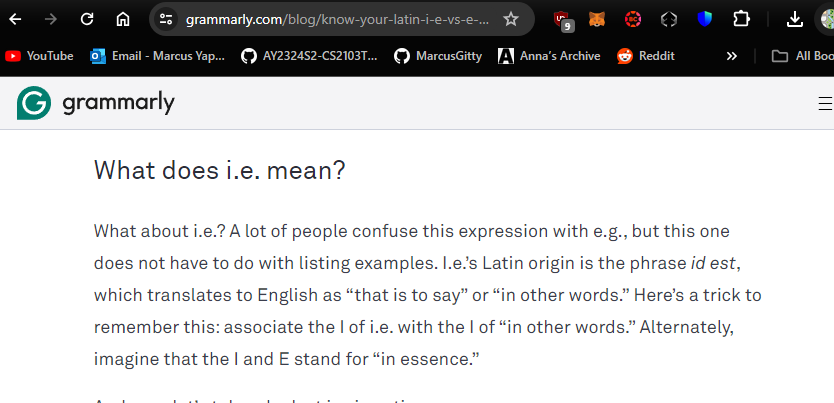 grammarly.com/blog/know-your-latin-i-e-vs-e-...
9
YouTube
Email - Marcus Yap...
AY2324S2-CS2103T...
MarcusGitty
Anna's Archive
Reddit
»
All Boo
grammarly
What does i.e. mean?
What about i.e.? A lot of people confuse this expression with e.g., but this one
does not have to do with listing examples. I.e.’s Latin origin is the phrase id est,
which translates to English as “that is to say” or “in other words.” Here’s a trick to
remember this: associate the I of i.e. with the I of “in other words.” Alternately,
imagine that the I and E stand for “in essence.”